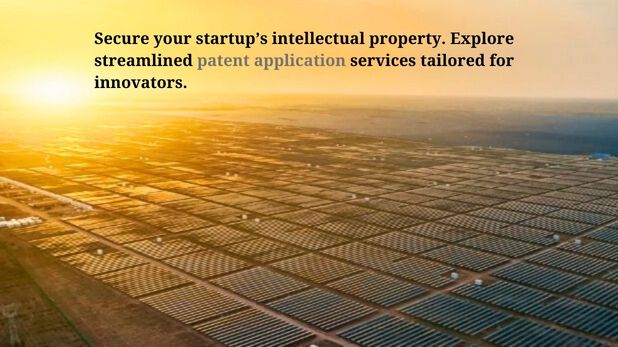 Secure your startup’s intellectual property. Explore
streamlined patent application services tailored for
innovators.